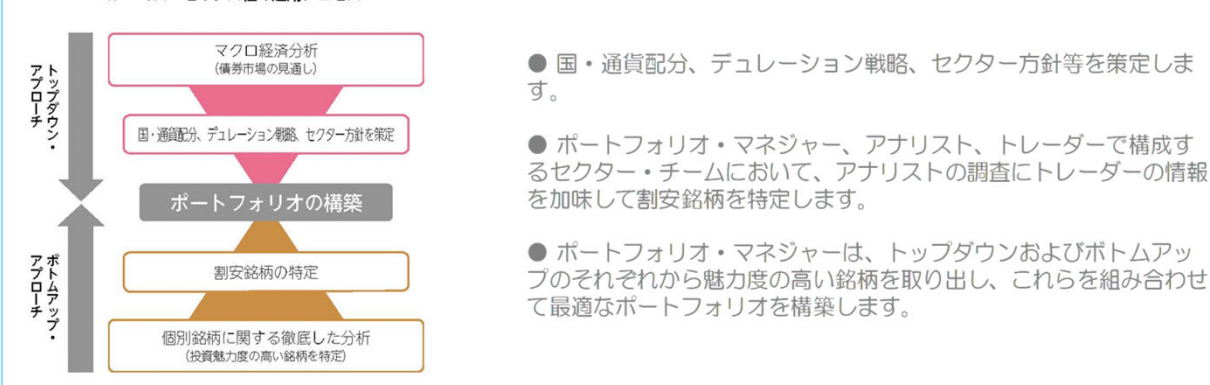 トップダウン・
アプローチ
マクロ経済分析
(債券市場の見通し)
国・通貨配分、デュレーション戦略、セクター方針を策定
ポートフォリオの構築
ボトムアップ・
アプローチ
割安銘柄の特定
個別銘柄に関する徹底した分析
(投資魅力度の高い銘柄を特定)
● 国・通貨配分、デュレーション戦略、セクター方針等を策定しま
す。
● ポートフォリオ・マネジャー、アナリスト、トレーダーで構成す
るセクター・チームにおいて、アナリストの調査にトレーダーの情報
を加味して割安銘柄を特定します。
● ポートフォリオ・マネジャーは、トップダウンおよびボトムアッ
プのそれぞれから魅力度の高い銘柄を取り出し、これらを組み合わせ
て最適なポートフォリオを構築します。